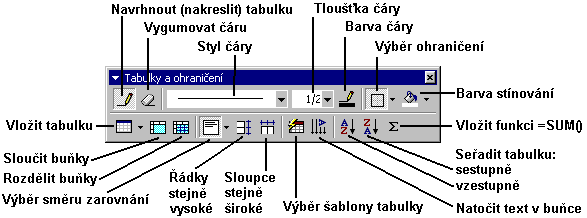 Navrhnout (nakreslit) tabulku
Tloušťka čáry
Vygumovat čáru
Barva čáry
Styl čáry
Výběr ohraničení
Tabulky a ohraničení
1/2
Barva stínování
Vložit tabulku
Vložit funkci =SUM()
Sloučit buňky
Rozdělit buňky
Výběr směru zarovnání
Řádky
stejně
vysoké
Sloupce
stejně
široké
Výběr šablony tabulky
Seřadit tabulku:
sestupně
vzestupně
Natočit text v buňce